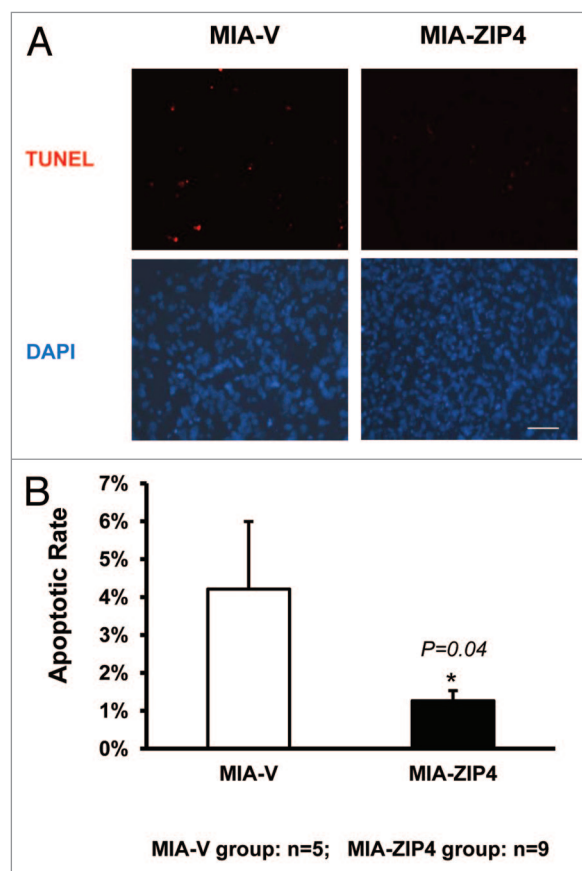 A
MIA-V MIA-ZIP4
TUNEL
DAPI
B
7%
6%
5%
4%
3%
2%
1%
0%
Apoptotic Rate
P=0.04
*
MIA-V MIA-ZIP4
MIA-V group: n=5; MIA-ZIP4 group: n=9